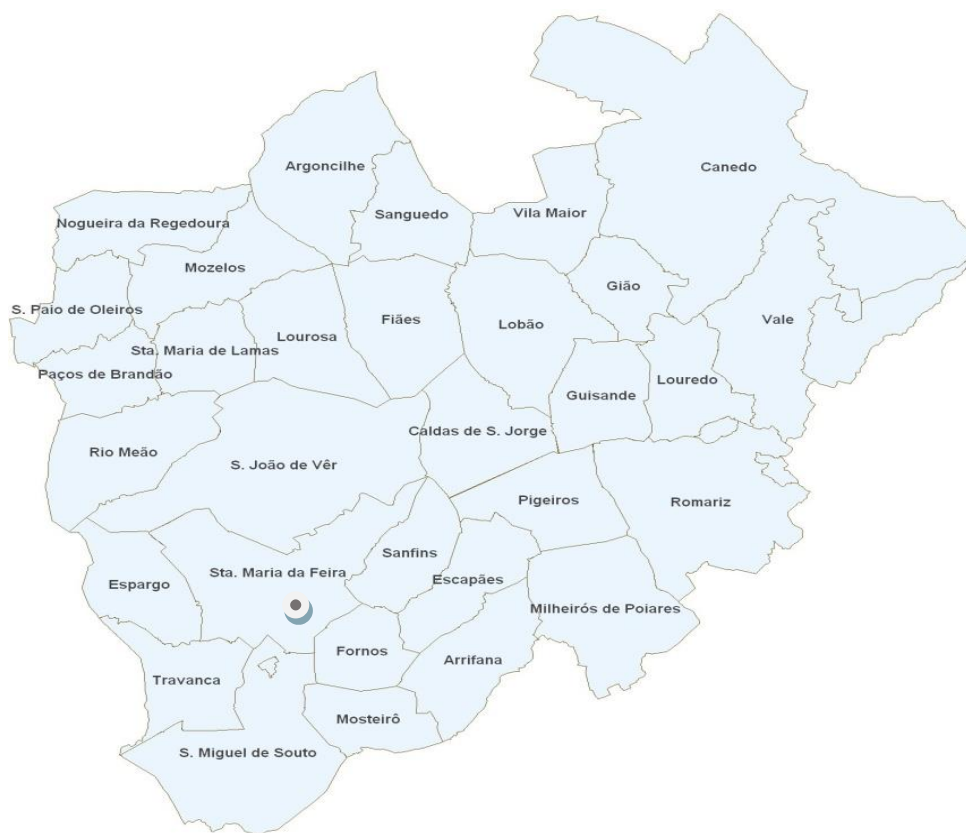 Canedo
Argoncilhe
Sanguedo
Vila Maior
Nogueira da Regedoura
Mozelos
Gião
S. Paio de Oleiros
Fiães
Vale
Lobão
Lourosa
Sta. Maria de Lamas
Paços de Brandão
Louredo
Guisande
Caldas de S. Jorge
Rio Meão
S. João de Vêr
Pigeiros
Romariz
Sanfins
Sta. Maria da Feira
Escapães
Espargo
Milheirós de Poiares
Fornos
Arrifana
Travanca
Mosteirô
S. Miguel de Souto